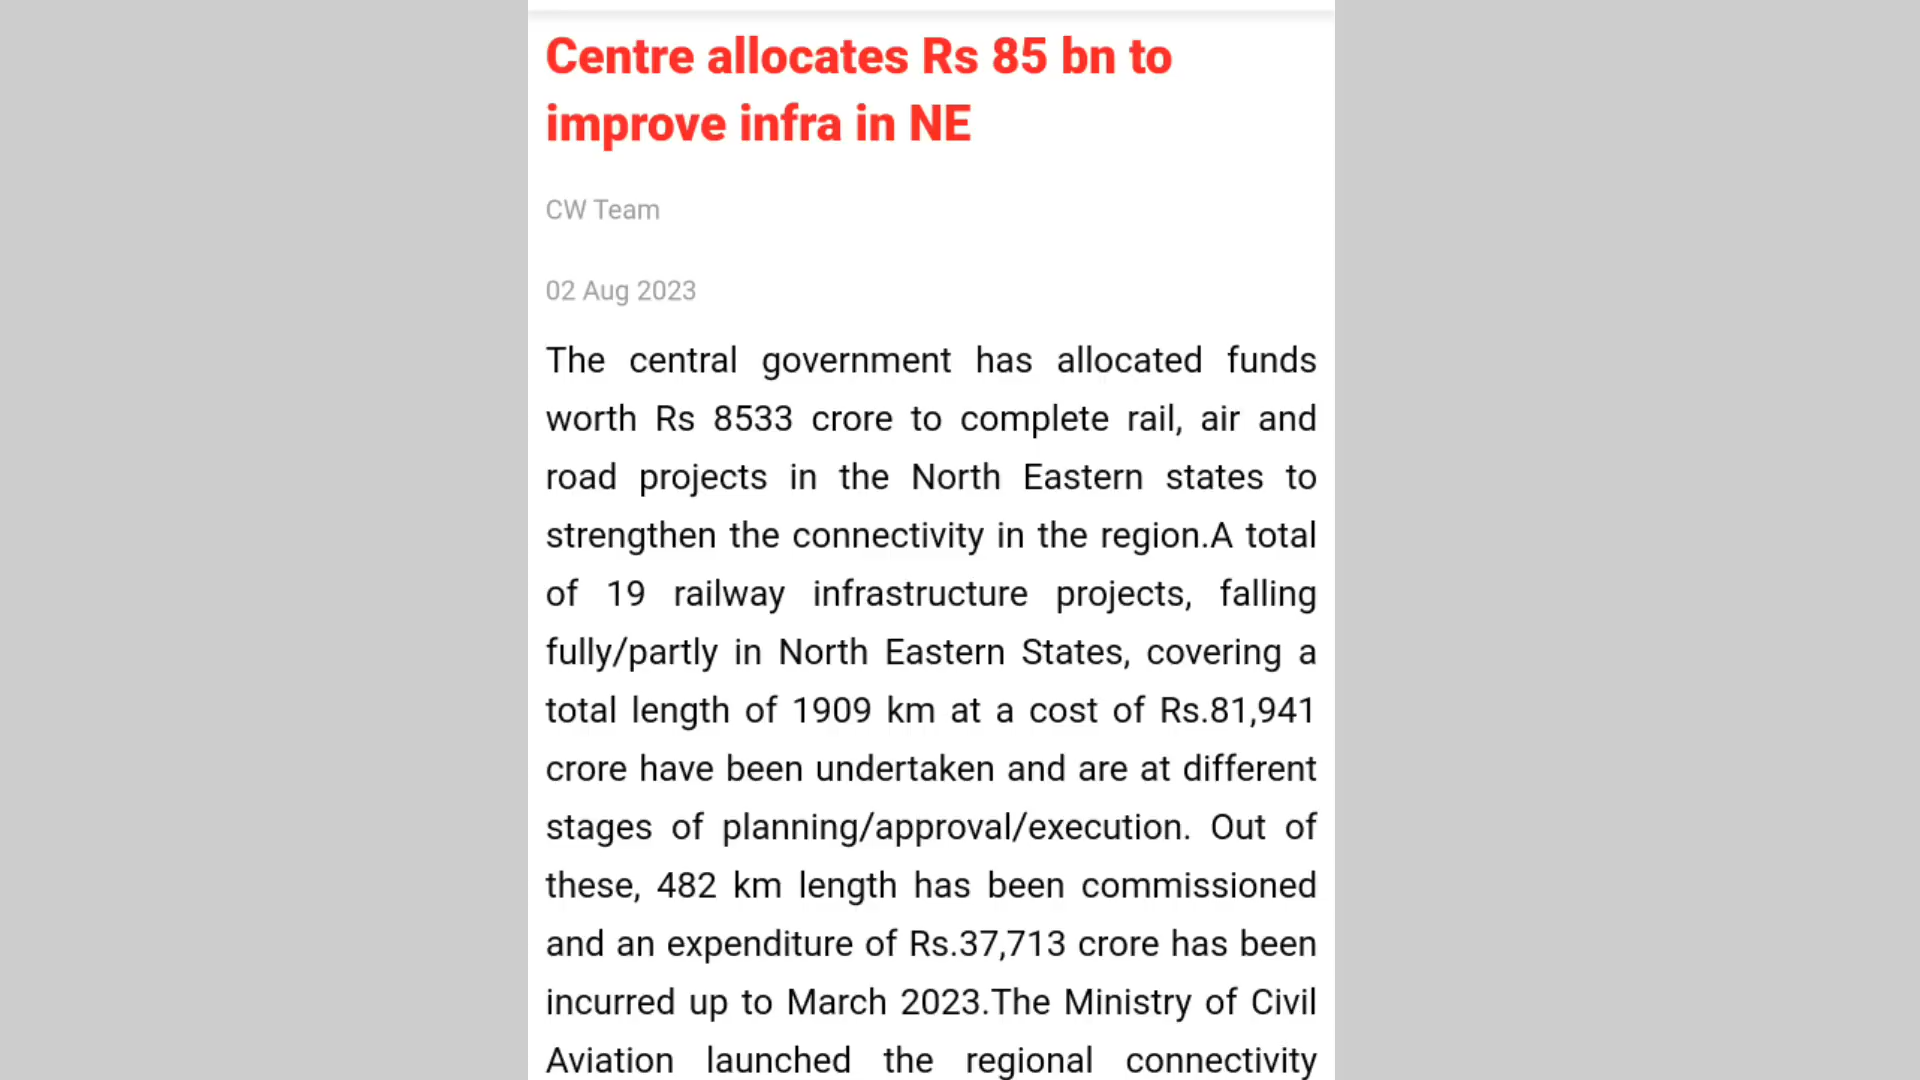 Centre allocates Rs 85 bn to
improve infra in NE
CW Team
02 Aug 2023
The central government has allocated funds
worth Rs 8533 crore to complete rail, air and
road projects in the North Eastern states to
strengthen the connectivity in the region.A total
of 19 railway infrastructure projects, falling
fully/partly in North Eastern States, covering a
total length of 1909 km at a cost of Rs.81,941
crore have been undertaken and are at different
stages of planning/approval/execution. Out of
these, 482 km length has been commissioned
and an expenditure of Rs.37,713 crore has been
incurred up to March 2023.The Ministry of Civil
Aviation launched the regional connectivity